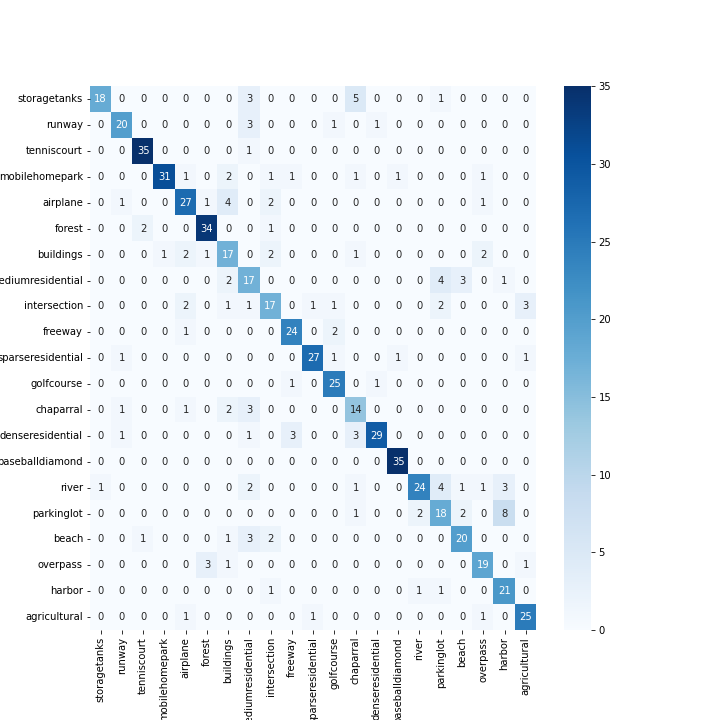 storagetanks 18 0 0 0 0 0 0 3 0 0 0 0 5 0 0 0 1 0 0 0 0
runway 0 20 0 0 0 0 0 3 0 0 0 1 0 1 0 0 0 0 0 0 0
tenniscourt 0 0 35 0 0 0 0 1 0 0 0 0 0 0 0 0 0 0 0 0 0
mobilehomepark 0 0 0 31 1 0 2 0 1 1 0 0 1 0 1 0 0 0 1 0 0
airplane 0 1 0 0 27 1 4 0 2 0 0 0 0 0 0 0 0 0 1 0 0
forest 0 0 2 0 0 34 0 0 1 0 0 0 0 0 0 0 0 0 0 0 0
buildings 0 0 0 1 2 1 17 0 2 0 0 0 1 0 0 0 0 0 2 0 0
ediumresidential 0 0 0 0 0 0 2 17 0 0 0 0 0 0 0 0 4 3 0 1 0
intersection 0 0 0 0 2 0 1 1 17 0 1 1 0 0 0 0 2 0 0 0 3
freeway 0 0 0 0 1 0 0 0 0 24 0 2 0 0 0 0 0 0 0 0 0
sparseresidential 0 1 0 0 0 0 0 0 0 0 27 1 0 0 1 0 0 0 0 0 1
golfcourse 0 0 0 0 0 0 0 0 0 1 0 25 0 1 0 0 0 0 0 0 0
chaparral 0 1 0 0 1 0 2 3 0 0 0 0 14 0 0 0 0 0 0 0 0
denseresidential 0 1 0 0 0 0 0 1 0 3 0 0 3 29 0 0 0 0 0 0 0
baseballdiamond 0 0 0 0 0 0 0 0 0 0 0 0 0 0 35 0 0 0 0 0 0
river 1 0 0 0 0 0 0 2 0 0 0 0 1 0 0 24 4 1 1 3 0
parkinglot 0 0 0 0 0 0 0 0 0 0 0 0 1 0 0 2 18 2 0 8 0
beach 0 0 1 0 0 0 1 3 2 0 0 0 0 0 0 0 0 20 0 0 0
overpass 0 0 0 0 0 3 1 0 0 0 0 0 0 0 0 0 0 0 19 0 1
harbor 0 0 0 0 0 0 0 0 1 0 0 0 0 0 0 1 1 0 0 21 0
agricultural 0 0 0 0 1 0 0 0 0 0 1 0 0 0 0 0 0 0 1 0 25
storagetanks
runway
tenniscourt
mobilehomepark
airplane
forest
buildings
ediumresidential
intersection
freeway
parseresidential
golfcourse
chaparral
denseresidential
baseballdiamond
river
parkinglot
beach
overpass
harbor
agricultural
35
30
25
20
15
10
5
0